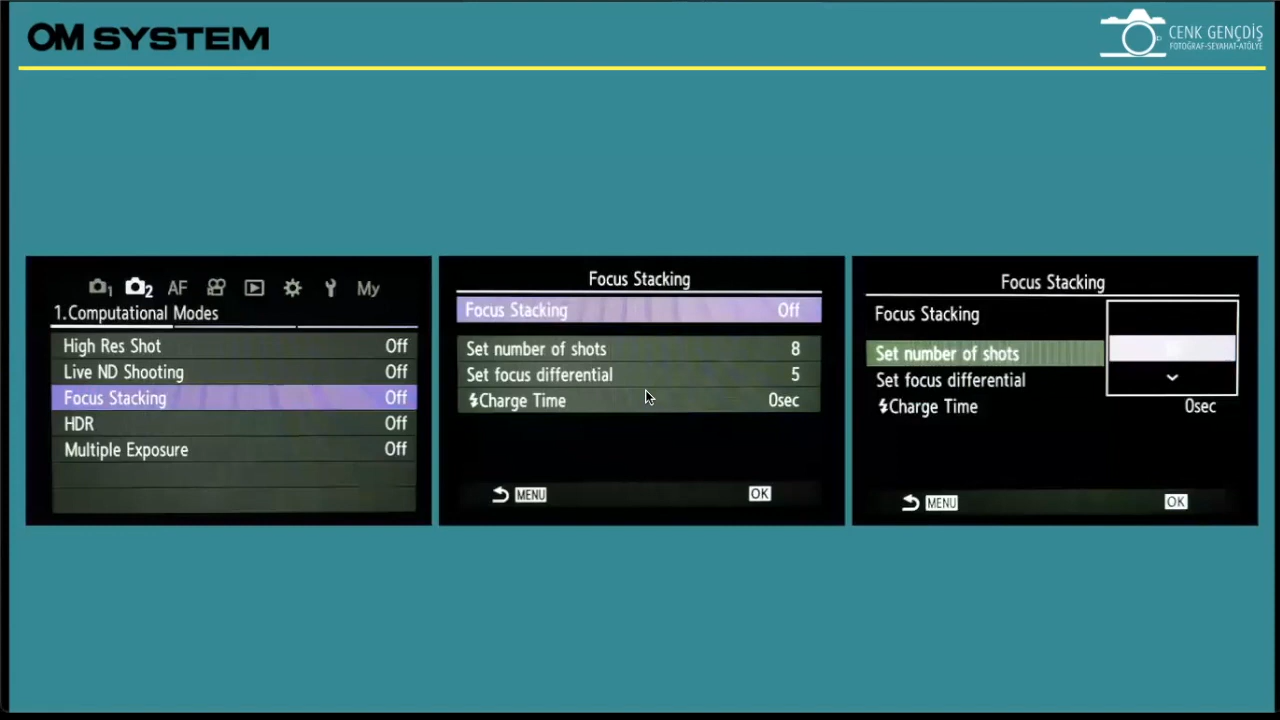 OM SYSTEM
CENK GENÇDİŞ
FOTOĞRAF-SEYAHAT-ATÖLYE
1 2 AF My
1.Computational Modes
High Res Shot Off
Live ND Shooting Off
Focus Stacking Off
HDR Off
Multiple Exposure Off
Focus Stacking
Focus Stacking Off
Set number of shots 8
Set focus differential 5
Charge Time 0sec
MENU OK
Focus Stacking
Focus Stacking
Set number of shots
Set focus differential
Charge Time 0sec
MENU OK